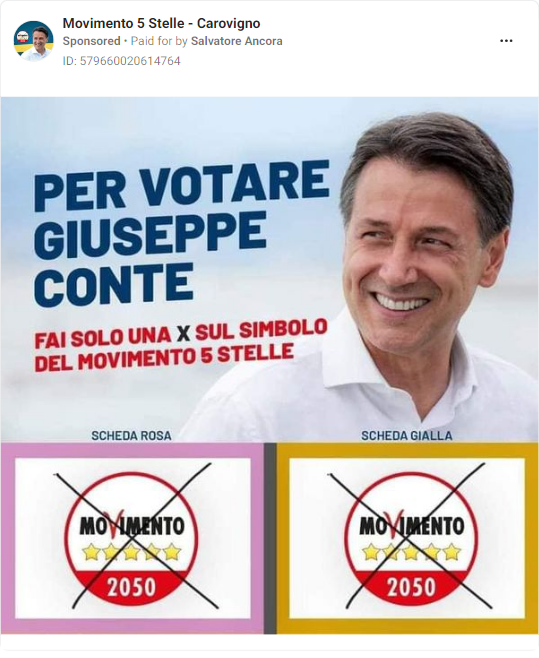 Movimento 5 Stelle - Carovigno
Sponsored • Paid for by Salvatore Ancora
ID: 579660020614764
PER VOTARE
GIUSEPPE
CONTE
FAI SOLO UNA X SUL SIMBOLO
DEL MOVIMENTO 5 STELLE
SCHEDA ROSA
SCHEDA GIALLA
MOVIMENTO
2050
MOVIMENTO
2050